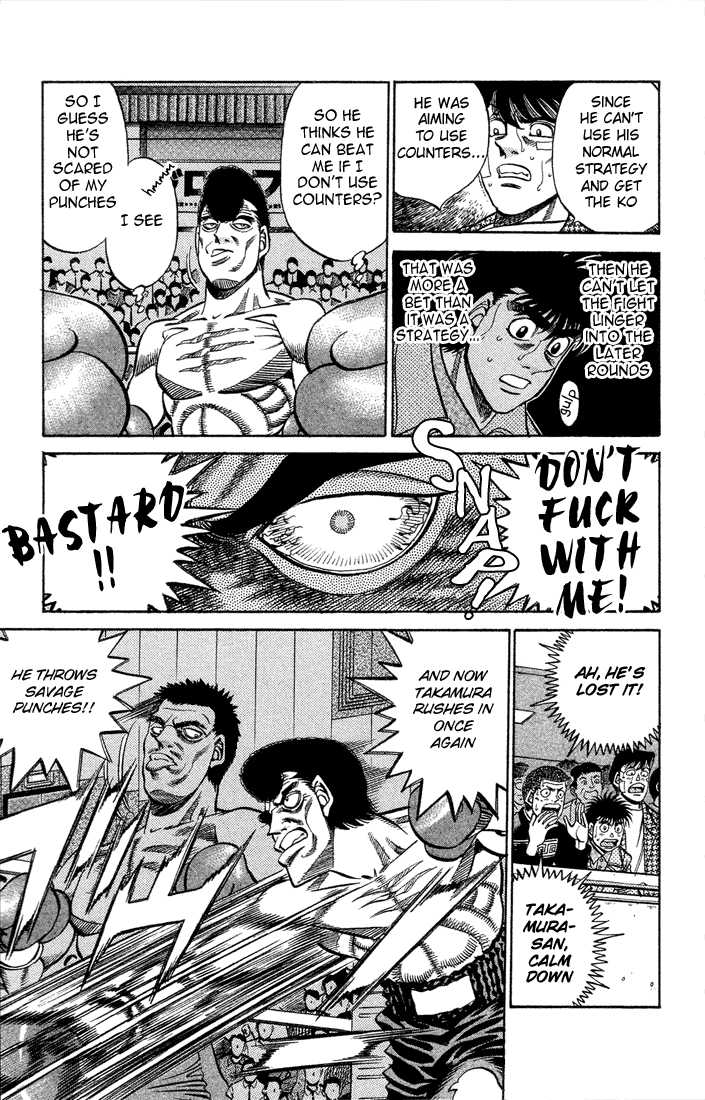 SINCE
HE CAN'T
USE HIS
NORMAL
STRATEGY
AND GET
THE KO
HE WAS
AIMING
TO USE
COUNTERS...
SO HE
THINKS HE
CAN BEAT
ME IF I
DON'T USE
COUNTERS?
SO I
GUESS
HE'S
NOT
SCARED
OF MY
PUNCHES
hmmm
I SEE
THEN HE
CAN'T LET
THE FIGHT
LINGER
INTO THE
LATER
ROUNDS
THAT WAS
MORE A
BET THAN
IT WAS A
STRATEGY...
gulp
SNAP!
DON'T
FUCK
WITH
ME!
BASTARD
!!
AH, HE'S
LOST IT!
TAKA-
MURA-
SAN,
CALM
DOWN
AND NOW
TAKAMURA
RUSHES IN
ONCE
AGAIN
HE THROWS
SAVAGE
PUNCHES!!